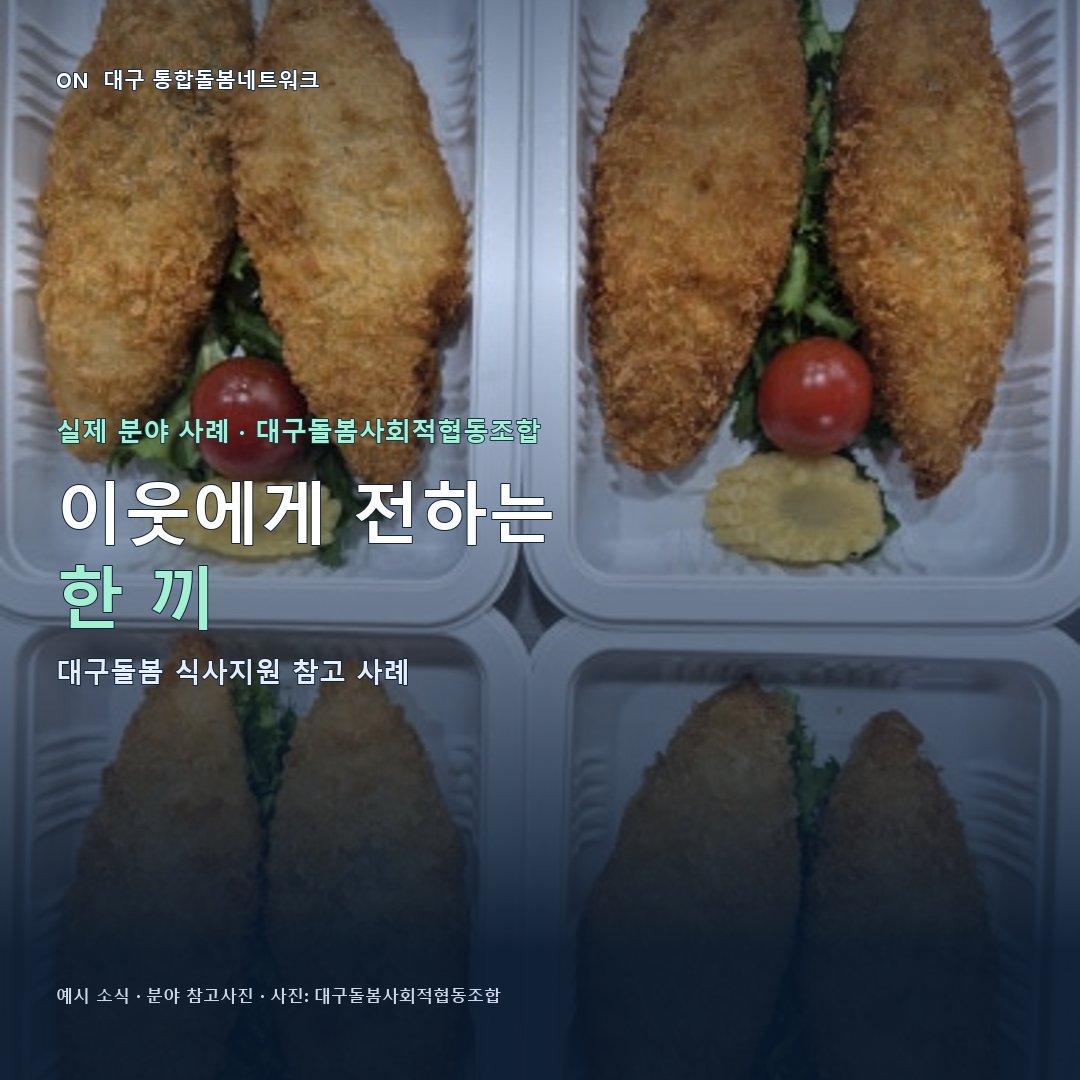 ON 대구 통합돌봄네트워크
실제 분야 사례 · 대구돌봄사회적협동조합
이웃에게 전하는
한 끼
대구돌봄 식사지원 참고 사례
예시 소식 · 분야 참고사진 · 사진: 대구돌봄사회적협동조합